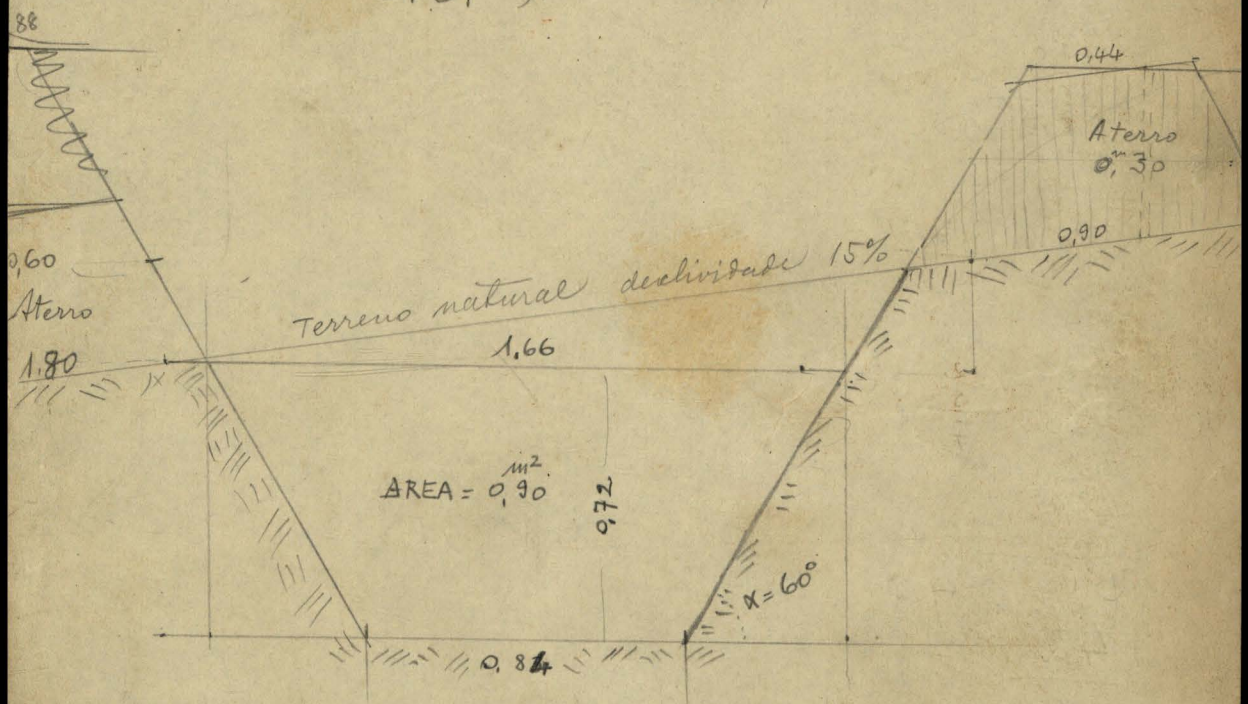 88
0,44
Aterro
0,30
0,90
0,60
Aterro
1.80
Terreno natural declividade 15%
1.66
AREA = 0,90 m²
0,72
α = 60°
0.84